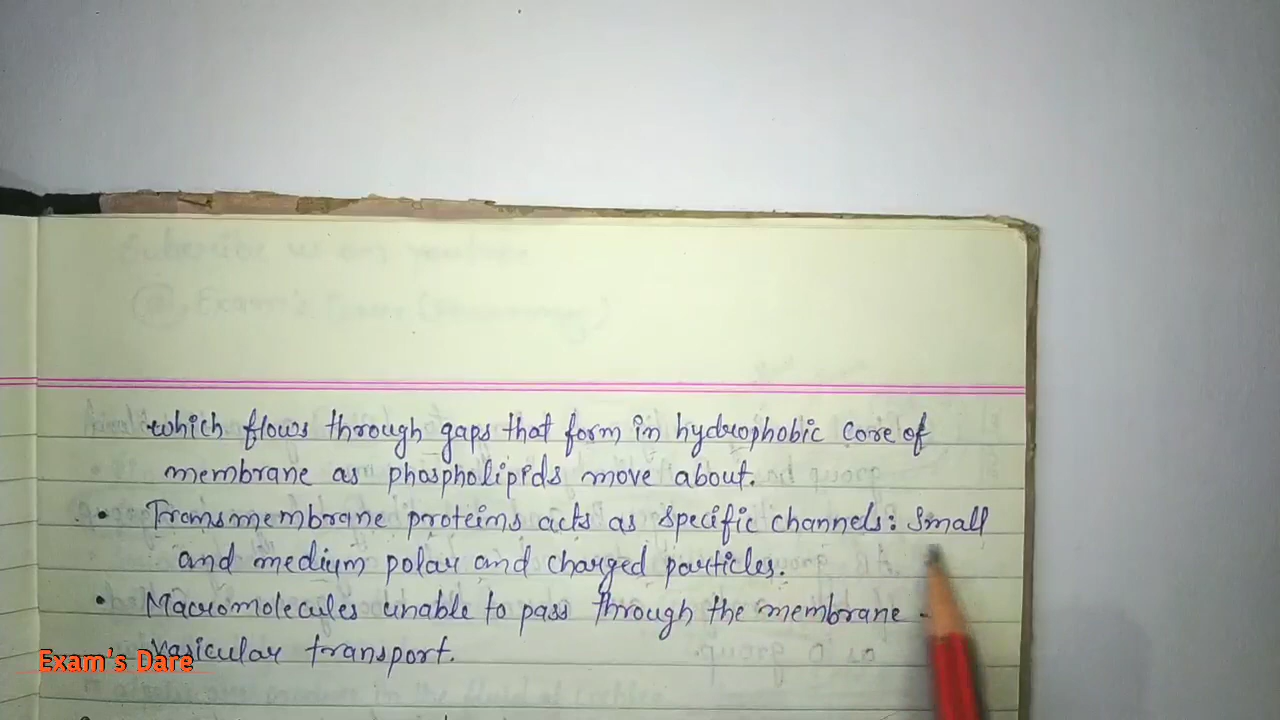 which flows through gaps that form in hydrophobic core of
membrane as phospholipids move about.
• Transmembrane proteins acts as specific channels: Small
and medium polar and charged particles.
• Macromolecules unable to pass through the membrane -
Vasicular transport.
Exam's Dare